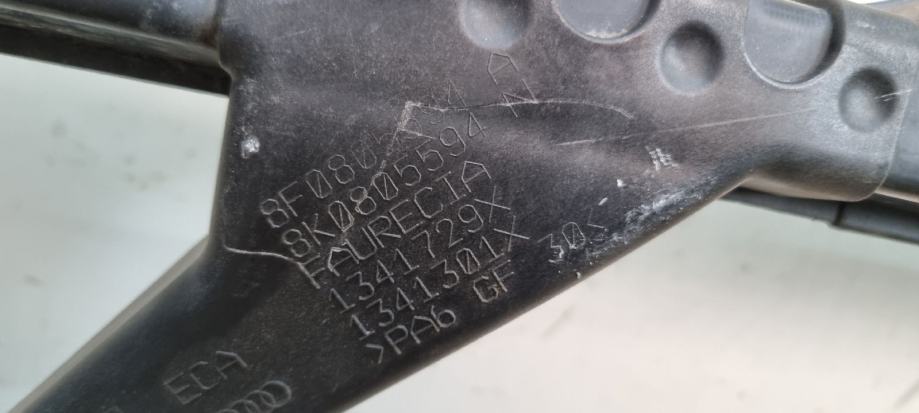 8K0805594 N
FAURECIA
1341729X
1341301X
>PA6 GF 30<
ECA